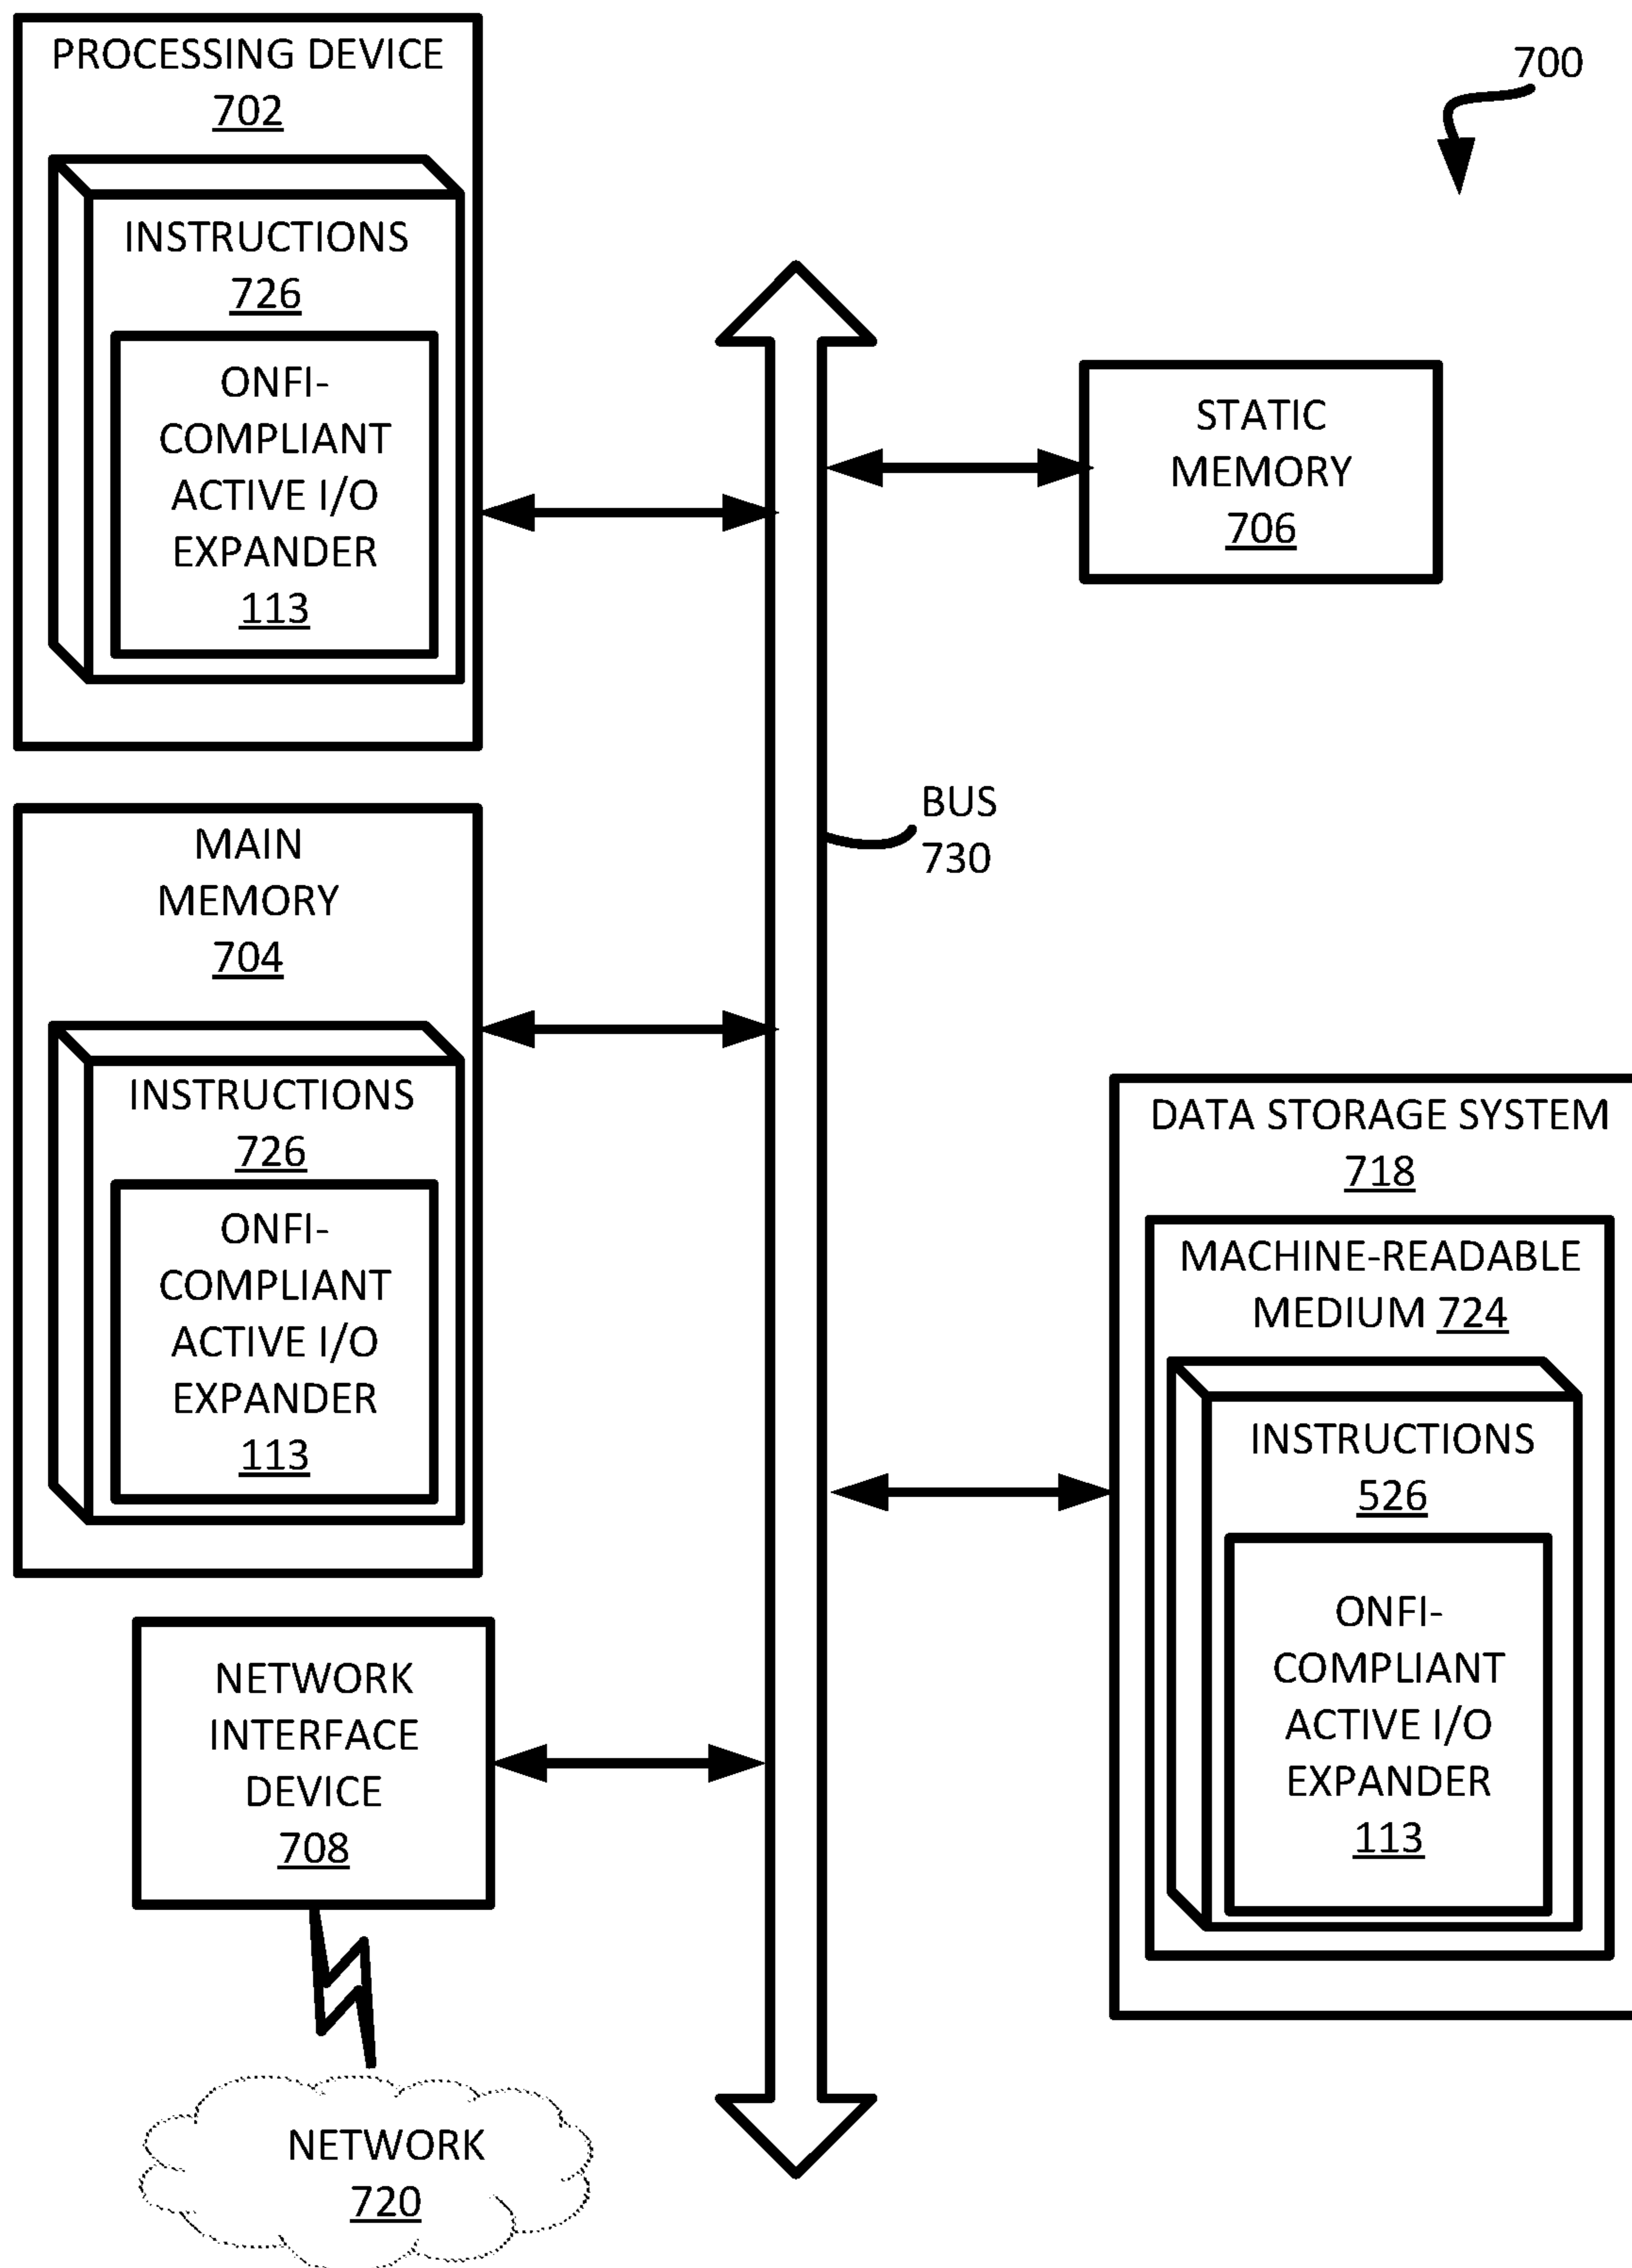 PROCESSING DEVICE
702
INSTRUCTIONS
726
ONFI-
COMPLIANT
ACTIVE I/O
EXPANDER
113
700
STATIC
MEMORY
706
BUS
730
MAIN
MEMORY
704
INSTRUCTIONS
726
ONFI-
COMPLIANT
ACTIVE I/O
EXPANDER
113
DATA STORAGE SYSTEM
718
MACHINE-READABLE
MEDIUM 724
INSTRUCTIONS
526
ONFI-
COMPLIANT
ACTIVE I/O
EXPANDER
113
NETWORK
INTERFACE
DEVICE
708
NETWORK
720